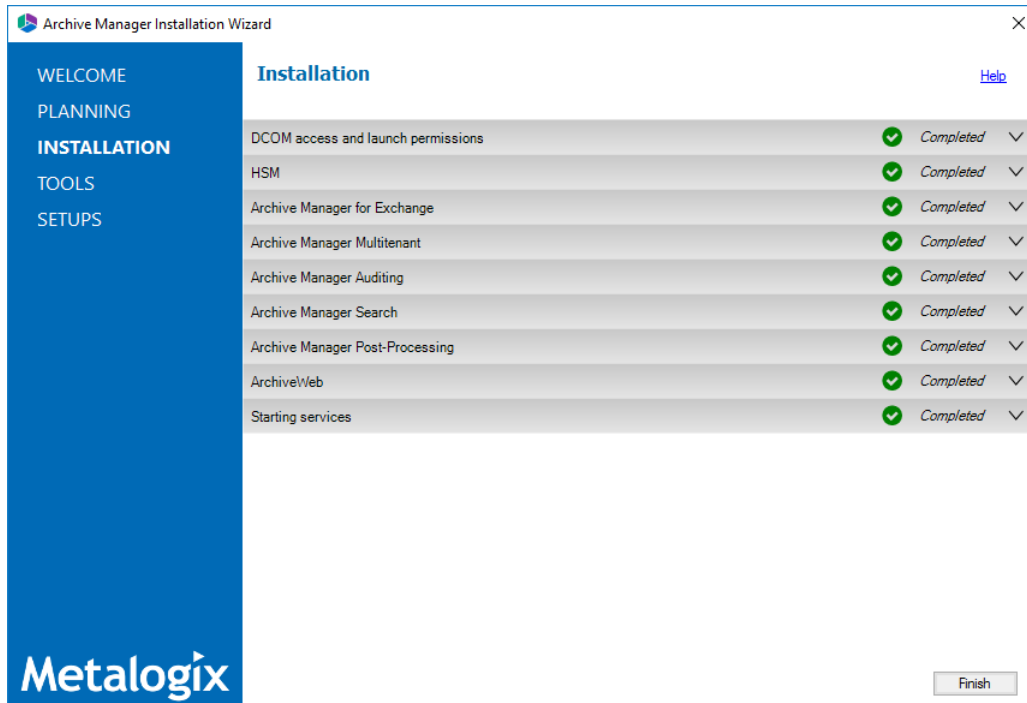 Archive Manager Installation Wizard
WELCOME
PLANNING
INSTALLATION
TOOLS
SETUPS
Installation
Help
DCOM access and launch permissions Completed
HSM Completed
Archive Manager for Exchange Completed
Archive Manager Multitenant Completed
Archive Manager Auditing Completed
Archive Manager Search Completed
Archive Manager Post-Processing Completed
ArchiveWeb Completed
Starting services Completed
Metalogix
Finish